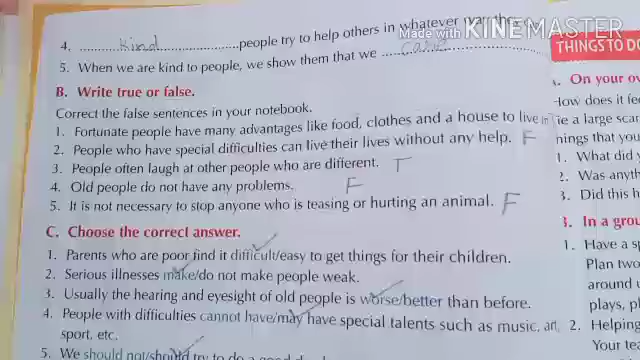 Made with KINEMASTER
4. Kind people try to help others in whatever way they
5. When we are kind to people, we show them that we care
B. Write true or false.
Correct the false sentences in your notebook.
1. Fortunate people have many advantages like food, clothes and a house to live in
2. People who have special difficulties can live their lives without any help. F
3. People often laugh at other people who are different. T
4. Old people do not have any problems. F
5. It is not necessary to stop anyone who is teasing or hurting an animal. F
C. Choose the correct answer.
1. Parents who are poor find it difficult/easy to get things for their children.
2. Serious illnesses make/do not make people weak.
3. Usually the hearing and eyesight of old people is worse/better than before.
4. People with difficulties cannot have/may have special talents such as music, art,
sport, etc.
5. We should not/should try to do a good
THINGS TO DO
On your
How does it
a large
things that you
1. What did
2. Was
3. Did this
In a
1. Have a
Plan two
around
plays,
2. Helping
Your